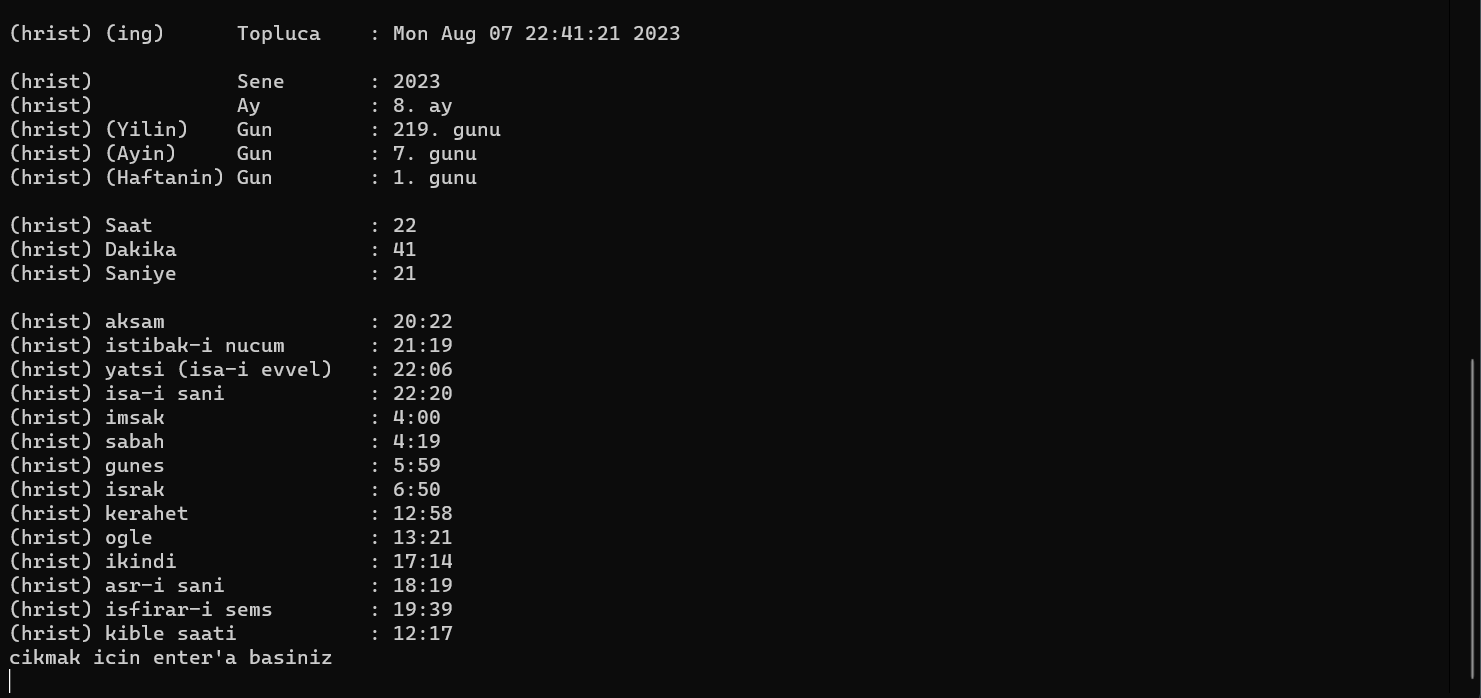 (hrist) (ing)      Topluca    : Mon Aug 07 22:41:21 2023
(hrist)            Sene       : 2023
(hrist)            Ay         : 8. ay
(hrist) (Yilin)    Gun        : 219. gunu
(hrist) (Ayin)     Gun        : 7. gunu
(hrist) (Haftanin) Gun        : 1. gunu
(hrist) Saat                  : 22
(hrist) Dakika                : 41
(hrist) Saniye                : 21
(hrist) aksam                 : 20:22
(hrist) istibak-i nucum       : 21:19
(hrist) yatsi (isa-i evvel)   : 22:06
(hrist) isa-i sani            : 22:20
(hrist) imsak                 : 4:00
(hrist) sabah                 : 4:19
(hrist) gunes                 : 5:59
(hrist) israk                 : 6:50
(hrist) kerahet               : 12:58
(hrist) ogle                  : 13:21
(hrist) ikindi                : 17:14
(hrist) asr-i sani            : 18:19
(hrist) isfirar-i sems        : 19:39
(hrist) kible saati           : 12:17
cikmak icin enter'a basiniz